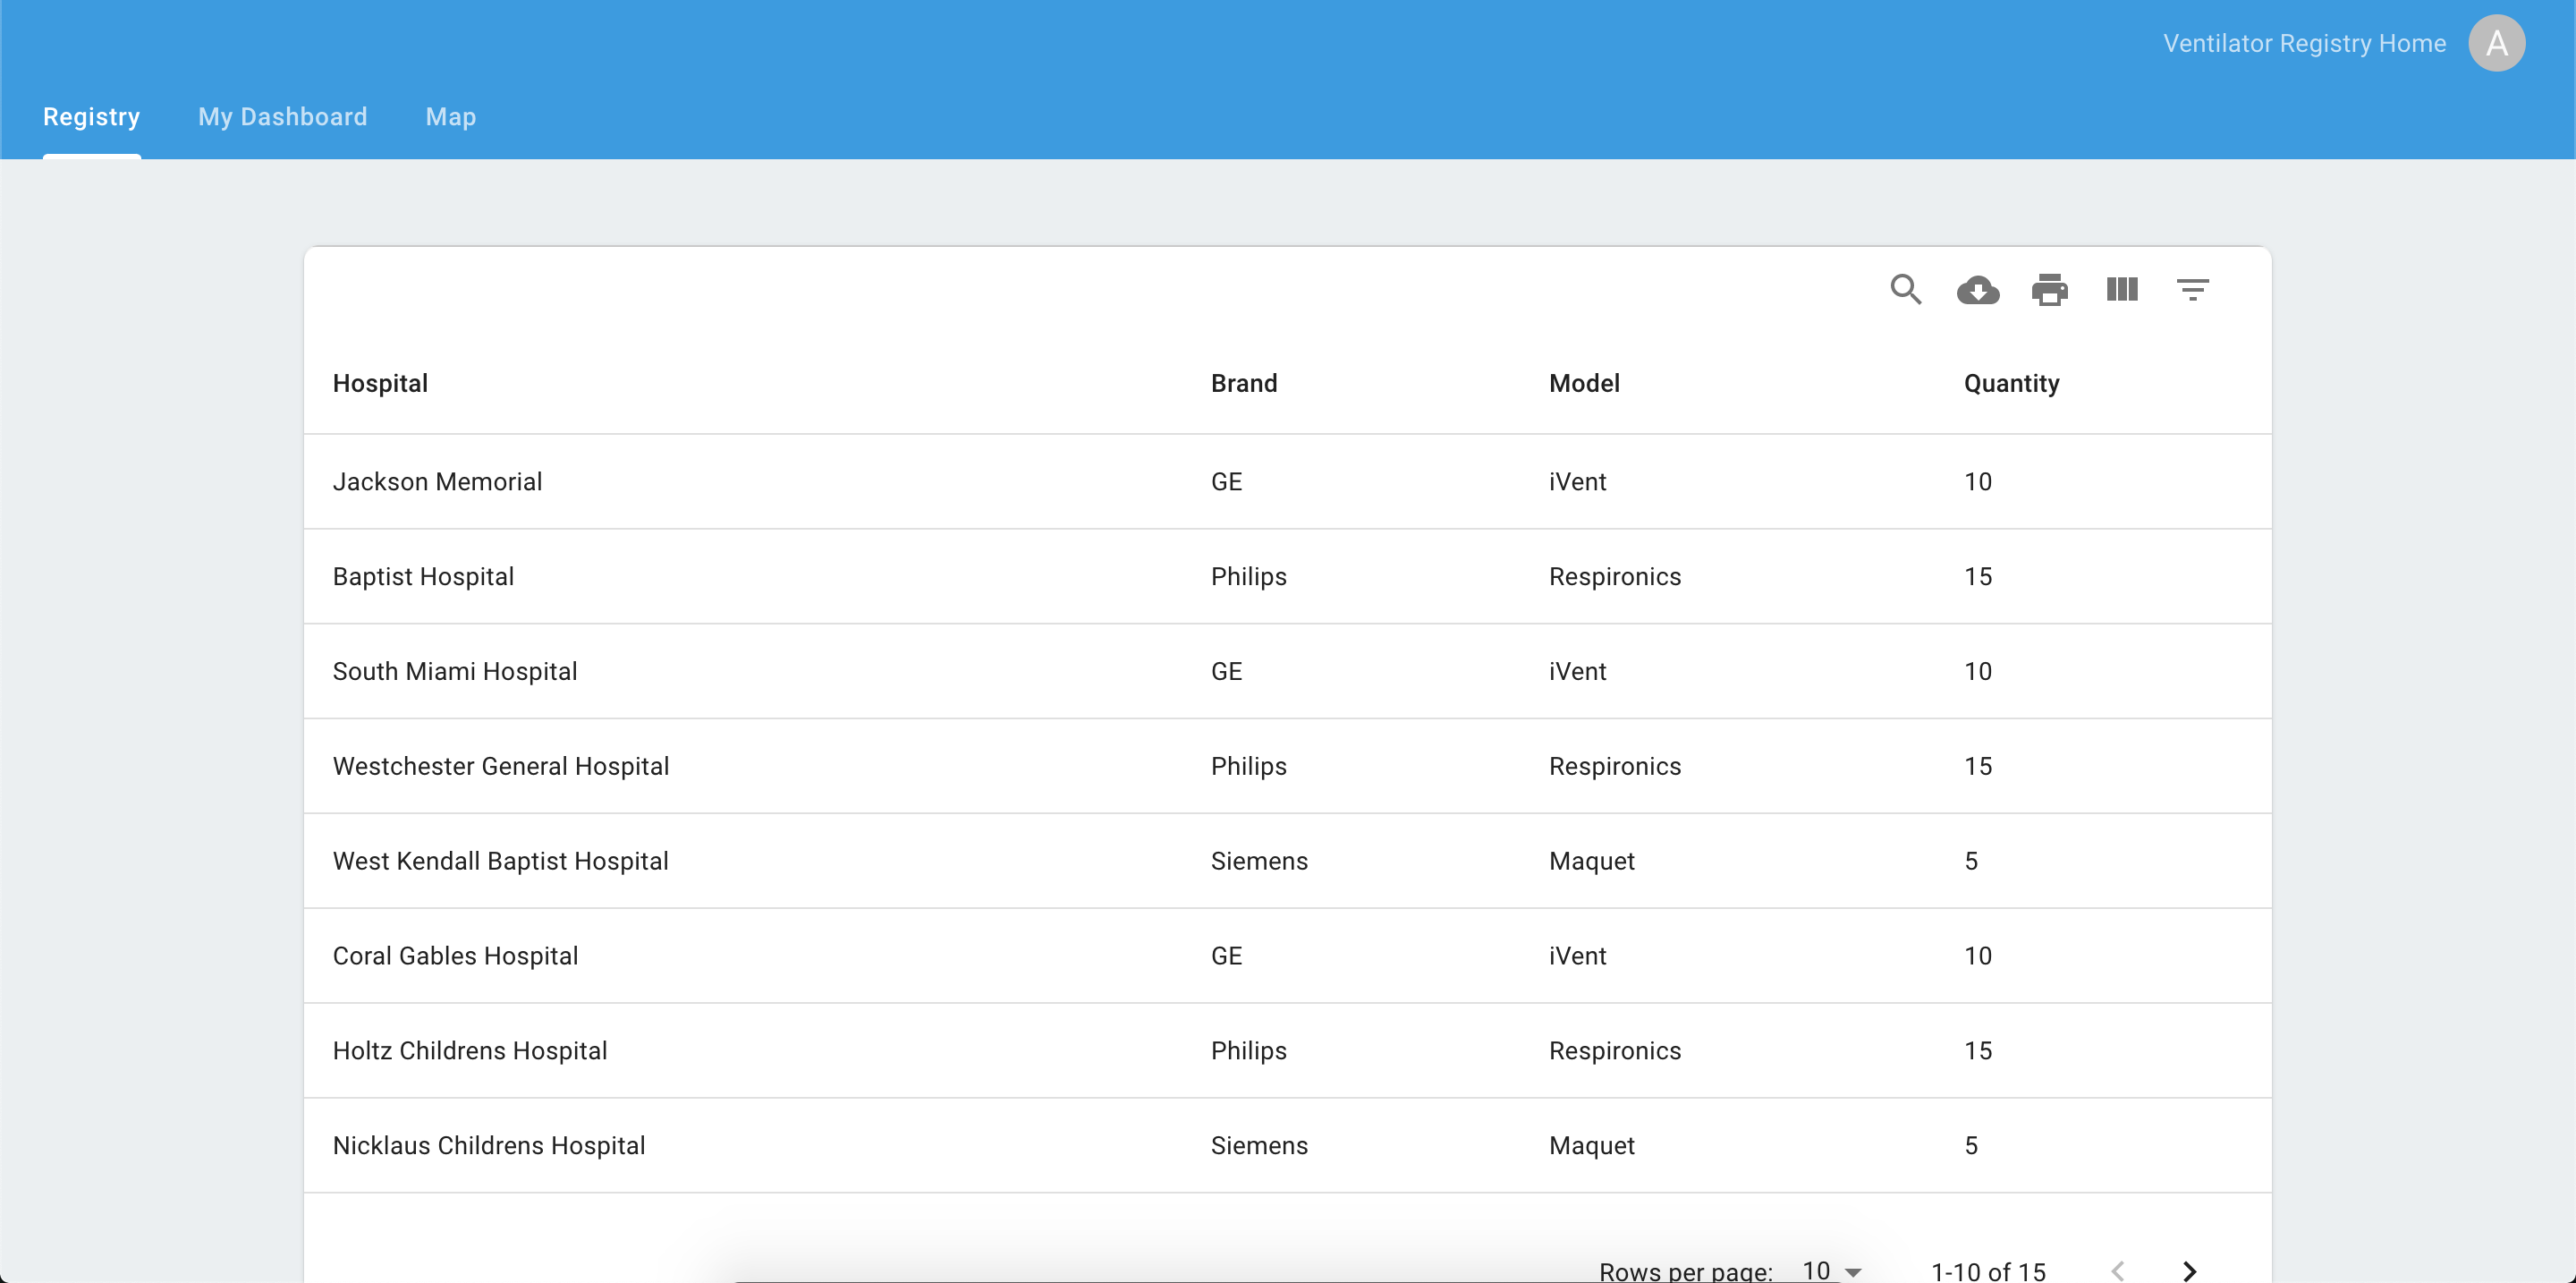 Ventilator Registry Home A
Registry My Dashboard Map
Hospital Brand Model Quantity
Jackson Memorial GE iVent 10
Baptist Hospital Philips Respironics 15
South Miami Hospital GE iVent 10
Westchester General Hospital Philips Respironics 15
West Kendall Baptist Hospital Siemens Maquet 5
Coral Gables Hospital GE iVent 10
Holtz Childrens Hospital Philips Respironics 15
Nicklaus Childrens Hospital Siemens Maquet 5
Rows per page: 10 1-10 of 15